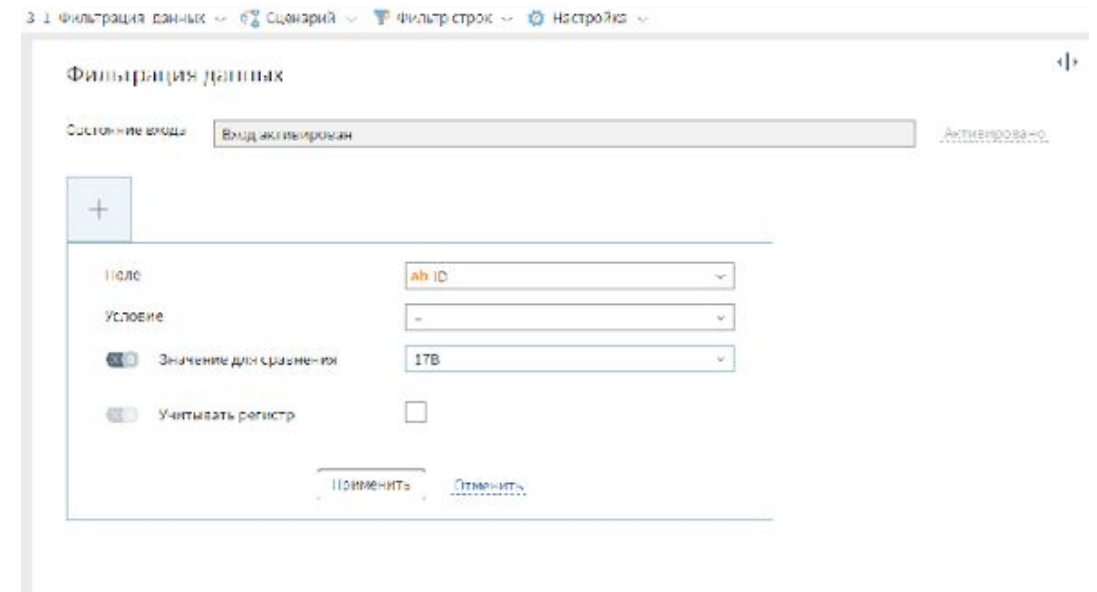 3 1 Фильтрация данных Сценарий Фильтр строк Настройка
Фильтрация данных
Состояние входа Вход активирован Активировано
+
Поле ab ID
Условие =
Значение для сравнения 17B
Учитывать регистр
Применить Отменить